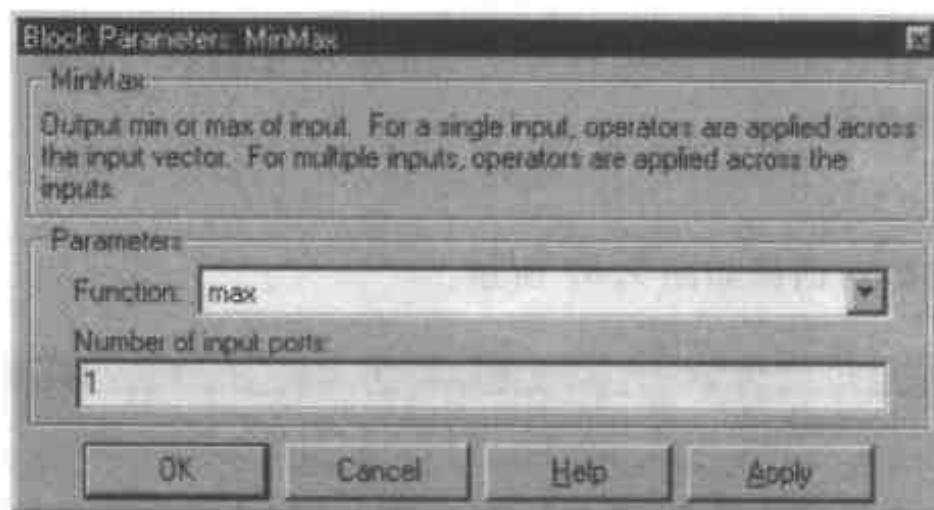 Block Parameters: MinMax
MinMax
Output min or max of input. For a single input, operators are applied across
the input vector. For multiple inputs, operators are applied across the
inputs.
Parameters
Function: max
Number of input ports:
1
OK Cancel Help Apply